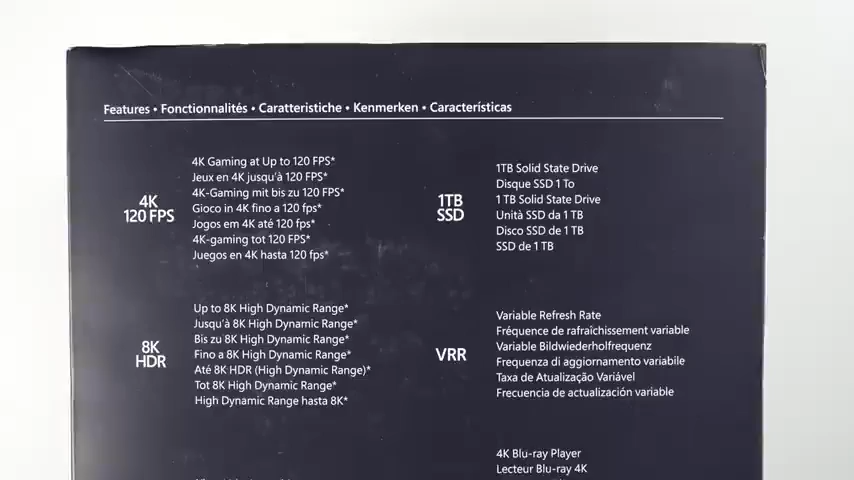 Features • Fonctionnalités • Caratteristiche • Kenmerken • Características
4K
120 FPS
4K Gaming at Up to 120 FPS*
Jeux en 4K jusqu'à 120 FPS*
4K-Gaming mit bis zu 120 FPS*
Gioco in 4K fino a 120 fps*
Jogos em 4K até 120 fps*
4K-gaming tot 120 FPS*
Juegos en 4K hasta 120 fps*
1TB
SSD
1TB Solid State Drive
Disque SSD 1 To
1 TB Solid State Drive
Unità SSD da 1 TB
Disco SSD de 1 TB
SSD de 1 TB
8K
HDR
Up to 8K High Dynamic Range*
Jusqu'à 8K High Dynamic Range*
Bis zu 8K High Dynamic Range*
Fino a 8K High Dynamic Range*
Até 8K HDR (High Dynamic Range)*
Tot 8K High Dynamic Range*
High Dynamic Range hasta 8K*
VRR
Variable Refresh Rate
Fréquence de rafraîchissement variable
Variable Bildwiederholfrequenz
Frequenza di aggiornamento variabile
Taxa de Atualização Variável
Frecuencia de actualización variable
4K Blu-ray Player
Lecteur Blu-ray 4K